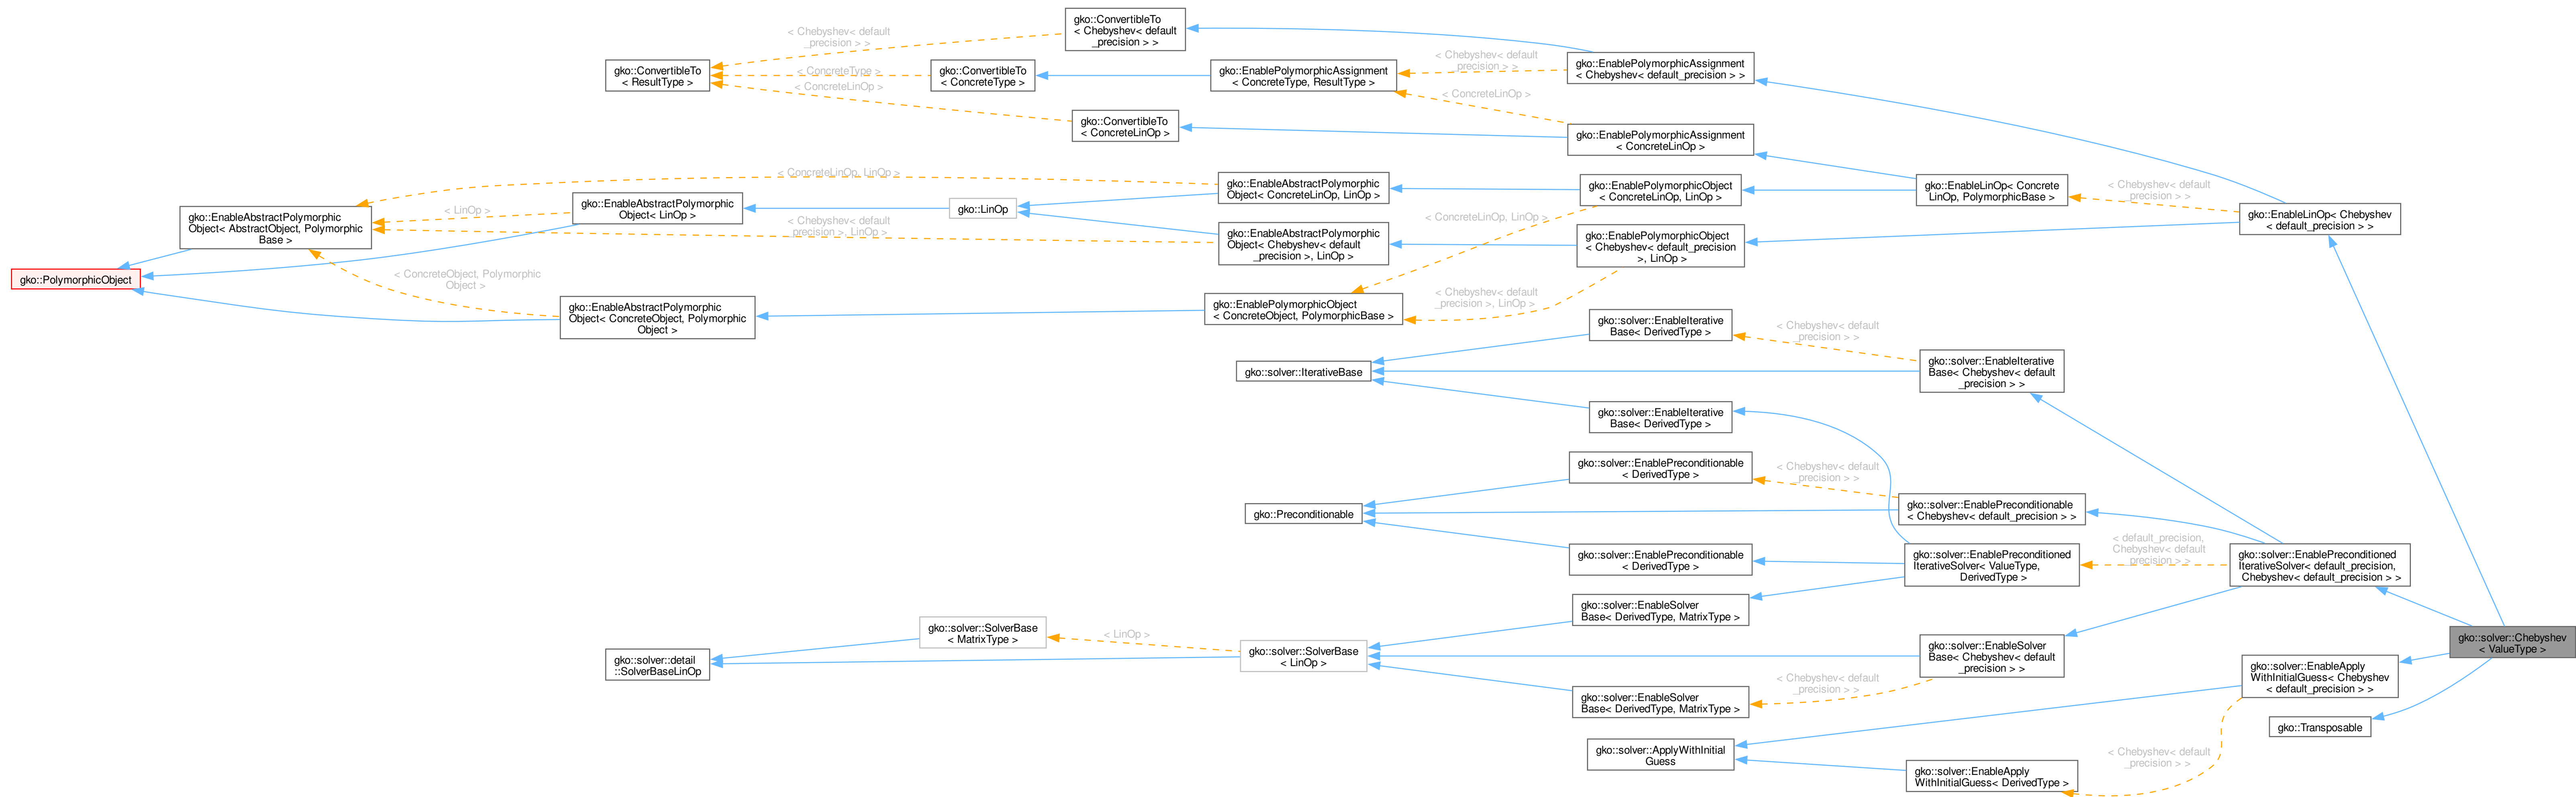 gko::ConvertibleTo
< Chebyshev< default
_precision > >
< Chebyshev< default
_precision > >
gko::ConvertibleTo
< ResultType >
< ConcreteType >
gko::ConvertibleTo
< ConcreteType >
gko::EnablePolymorphicAssignment
< ConcreteType, ResultType >
< Chebyshev< default
_precision > >
gko::EnablePolymorphicAssignment
< Chebyshev< default_precision > >
< ConcreteLinOp >
< ConcreteLinOp >
gko::ConvertibleTo
< ConcreteLinOp >
gko::EnablePolymorphicAssignment
< ConcreteLinOp >
< ConcreteLinOp, LinOp >
gko::EnableAbstractPolymorphic
Object< ConcreteLinOp, LinOp >
gko::EnablePolymorphicObject
< ConcreteLinOp, LinOp >
gko::EnableLinOp< Concrete
LinOp, PolymorphicBase >
< Chebyshev< default
_precision > >
gko::EnableAbstractPolymorphic
Object< AbstractObject, Polymorphic
Base >
< LinOp >
gko::EnableAbstractPolymorphic
Object< LinOp >
gko::LinOp
< Chebyshev< default
_precision >, LinOp >
< ConcreteLinOp, LinOp >
gko::EnableLinOp< Chebyshev
< default_precision > >
gko::EnableAbstractPolymorphic
Object< Chebyshev< default
_precision >, LinOp >
gko::EnablePolymorphicObject
< Chebyshev< default_precision
>, LinOp >
gko::PolymorphicObject
< ConcreteObject, Polymorphic
Object >
gko::EnableAbstractPolymorphic
Object< ConcreteObject, Polymorphic
Object >
gko::EnablePolymorphicObject
< ConcreteObject, PolymorphicBase >
< Chebyshev< default
_precision >, LinOp >
gko::solver::EnableIterative
Base< DerivedType >
< Chebyshev< default
_precision > >
gko::solver::IterativeBase
gko::solver::EnableIterative
Base< Chebyshev< default
_precision > >
gko::solver::EnableIterative
Base< DerivedType >
gko::solver::EnablePreconditionable
< DerivedType >
< Chebyshev< default
_precision > >
gko::Preconditionable
gko::solver::EnablePreconditionable
< Chebyshev< default_precision > >
gko::solver::EnablePreconditionable
< DerivedType >
gko::solver::EnablePreconditioned
IterativeSolver< ValueType,
DerivedType >
< default_precision,
Chebyshev< default
_precision > >
gko::solver::EnablePreconditioned
IterativeSolver< default_precision,
Chebyshev< default_precision > >
gko::solver::EnableSolver
Base< DerivedType, MatrixType >
gko::solver::SolverBase
< MatrixType >
< LinOp >
gko::solver::SolverBase
< LinOp >
gko::solver::EnableSolver
Base< Chebyshev< default
_precision > >
gko::solver::Chebyshev
< ValueType >
gko::solver::detail
::SolverBaseLinOp
gko::solver::EnableSolver
Base< DerivedType, MatrixType >
< Chebyshev< default
_precision > >
gko::solver::EnableApply
WithInitialGuess< Chebyshev
< default_precision > >
gko::Transposable
gko::solver::ApplyWithInitial
Guess
< Chebyshev< default
_precision > >
gko::solver::EnableApply
WithInitialGuess< DerivedType >